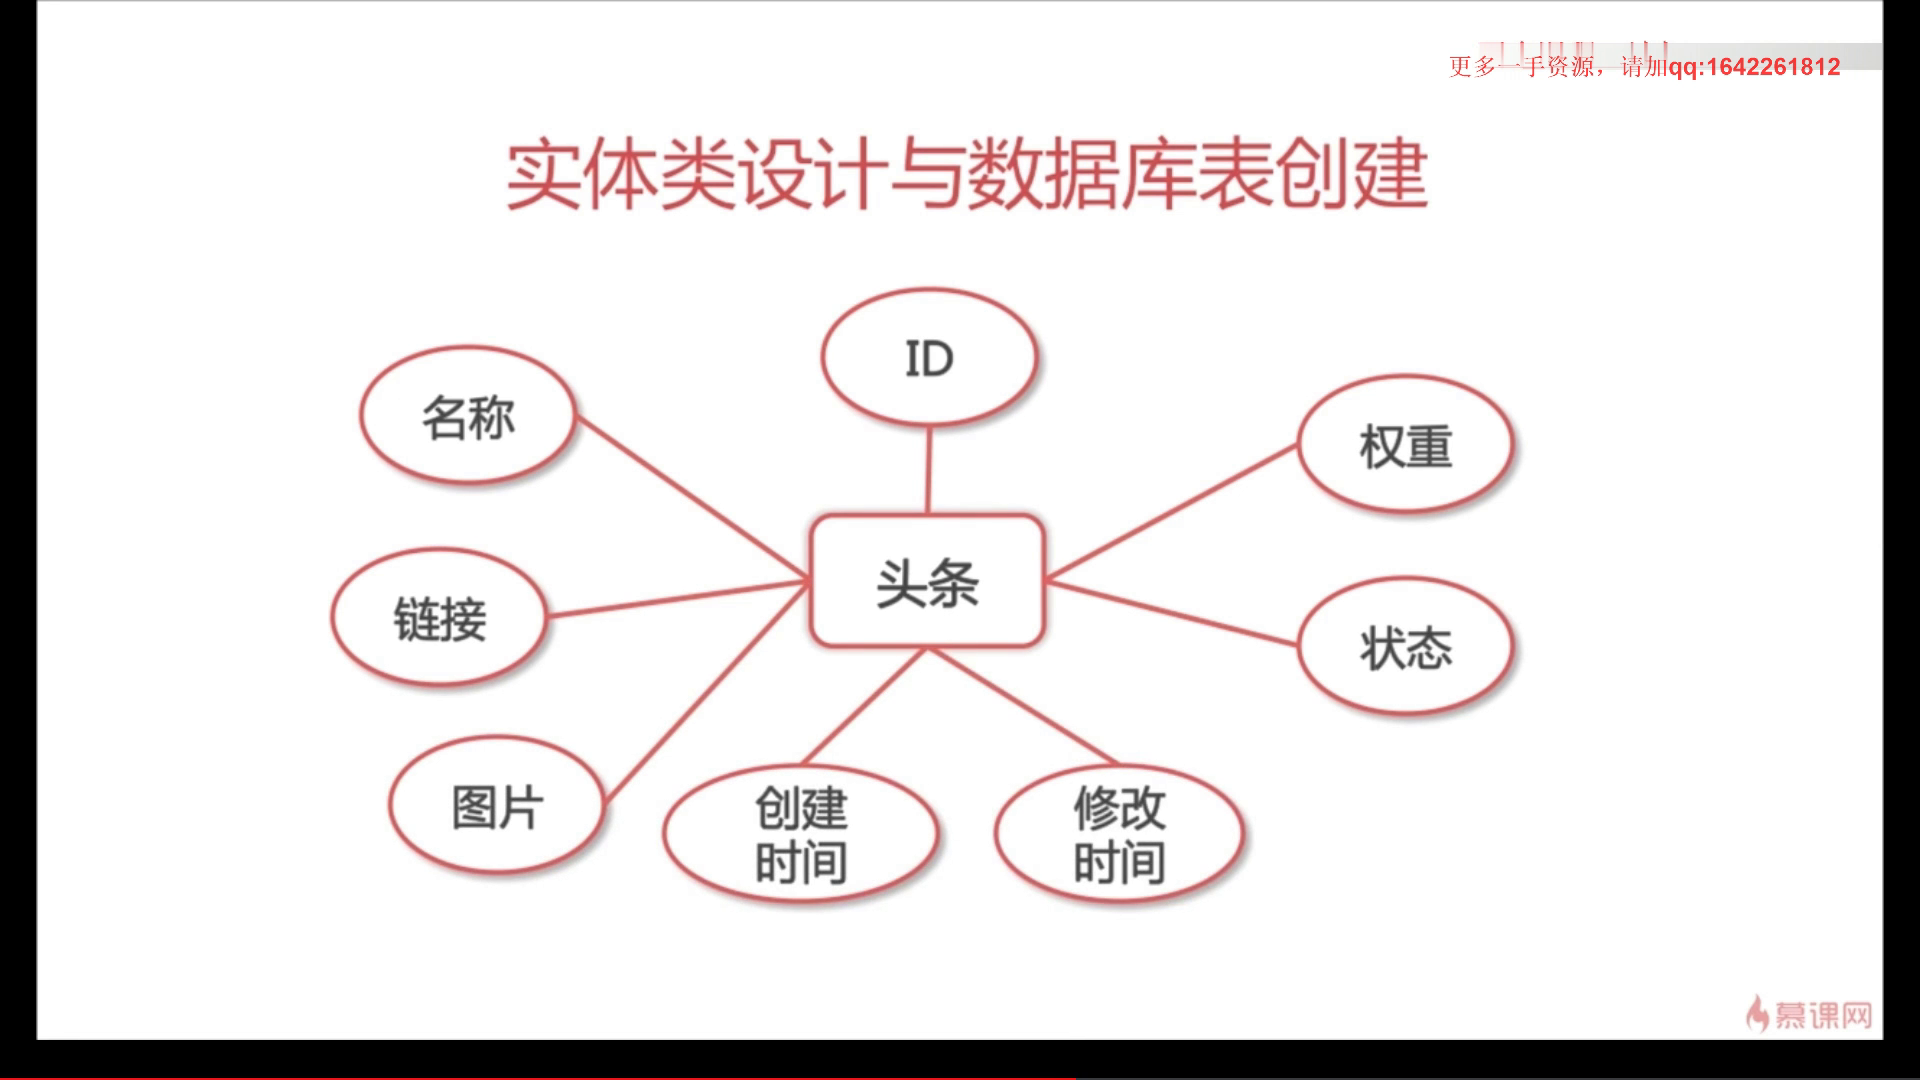 更多一手资源，请加qq:1642261812
实体类设计与数据库表创建
ID
名称
权重
头条
链接
状态
图片
创建
时间
修改
时间
慕课网